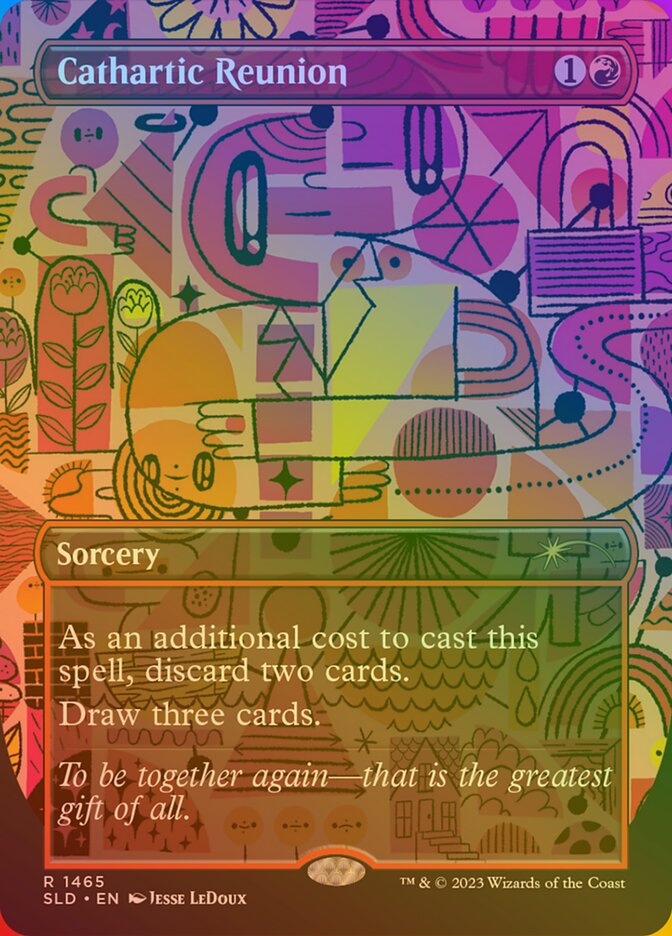 Cathartic Reunion 1
Sorcery
As an additional cost to cast this
spell, discard two cards.
Draw three cards.
To be together again—that is the greatest
gift of all.
R 1465
SLD • EN Jesse LeDoux
™ & © 2023 Wizards of the Coast